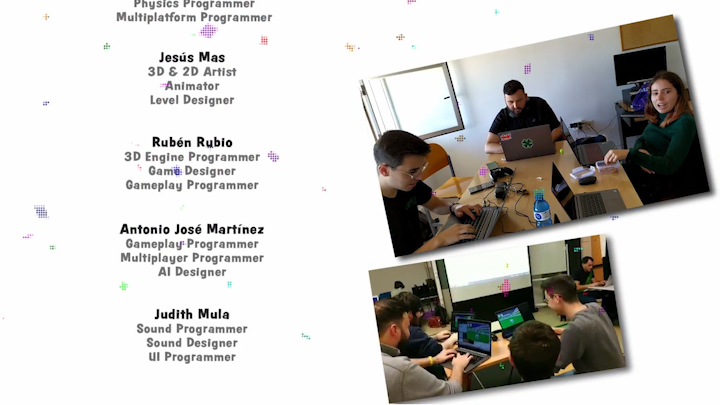 Physics Programmer
Multiplatform Programmer
Jesús Mas
3D & 2D Artist
Animator
Level Designer
Rubén Rubio
3D Engine Programmer
Game Designer
Gameplay Programmer
Antonio José Martínez
Gameplay Programmer
Multiplayer Programmer
AI Designer
Judith Mula
Sound Programmer
Sound Designer
UI Programmer